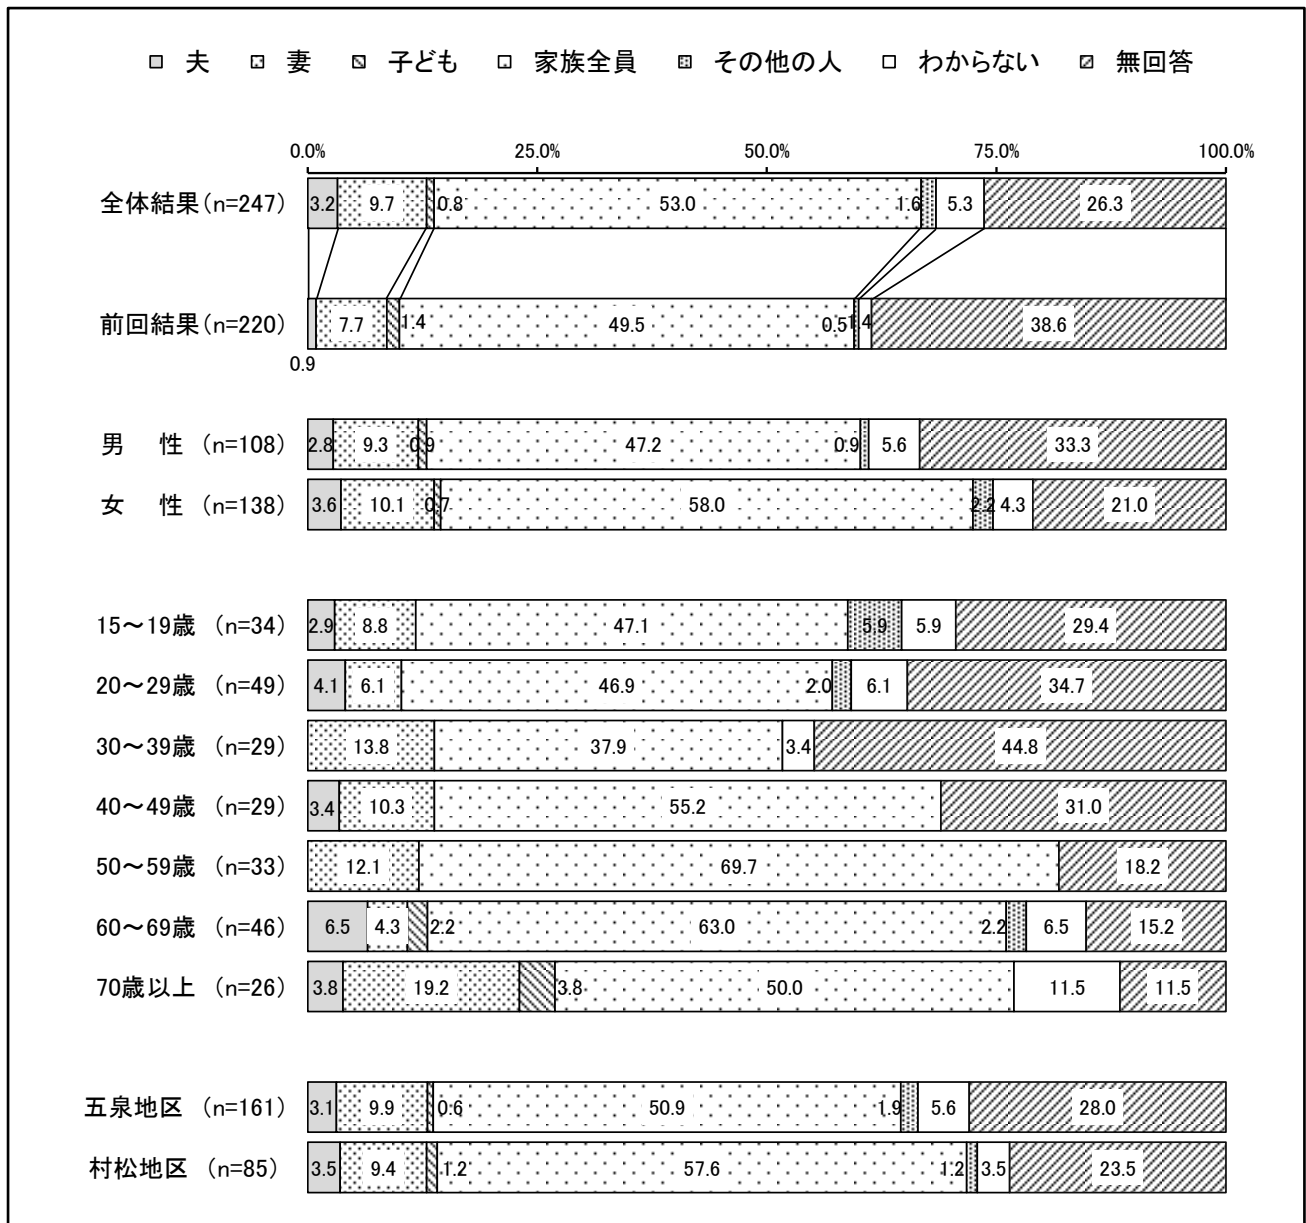 夫 妻 子ども 家族全員 その他の人 わからない 無回答
0.0% 25.0% 50.0% 75.0% 100.0%
全体結果(n=247) 3.2 9.7 0.8 53.0 1.6 5.3 26.3
前回結果(n=220) 7.7 1.4 49.5 0.5 1.4 38.6
0.9
男 性 (n=108) 2.8 9.3 0.9 47.2 0.9 5.6 33.3
女 性 (n=138) 3.6 10.1 0.7 58.0 2.2 4.3 21.0
15～19歳 (n=34) 2.9 8.8 47.1 5.9 5.9 29.4
20～29歳 (n=49) 4.1 6.1 46.9 2.0 6.1 34.7
30～39歳 (n=29) 13.8 37.9 3.4 44.8
40～49歳 (n=29) 3.4 10.3 55.2 31.0
50～59歳 (n=33) 12.1 69.7 18.2
60～69歳 (n=46) 6.5 4.3 2.2 63.0 2.2 6.5 15.2
70歳以上 (n=26) 3.8 19.2 3.8 50.0 11.5 11.5
五泉地区 (n=161) 3.1 9.9 0.6 50.9 1.9 5.6 28.0
村松地区 (n=85) 3.5 9.4 1.2 57.6 1.2 3.5 23.5